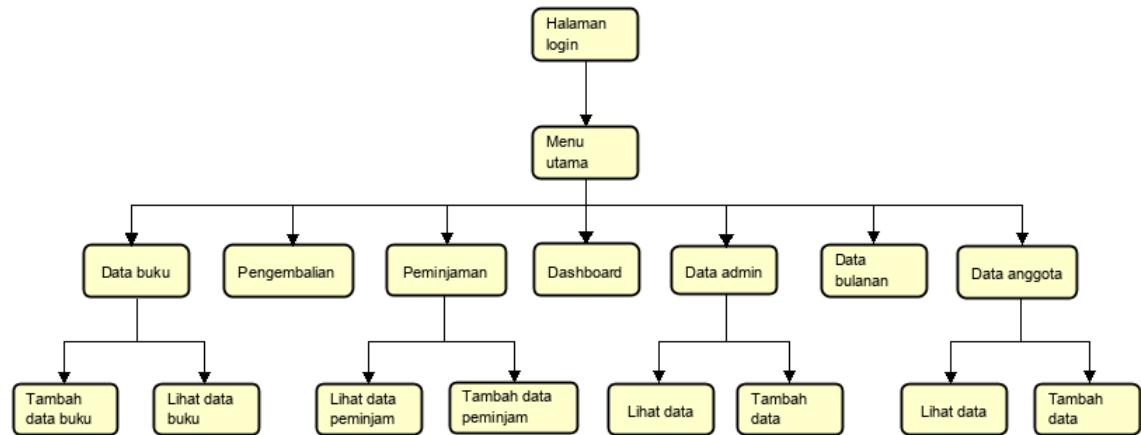 Halaman
login
Menu
utama
Data buku
Pengembalian
Peminjaman
Dashboard
Data admin
Data
bulanan
Data anggota
Tambah
data buku
Lihat data
buku
Lihat data
peminjam
Tambah data
peminjam
Lihat data
Tambah
data
Lihat data
Tambah
data